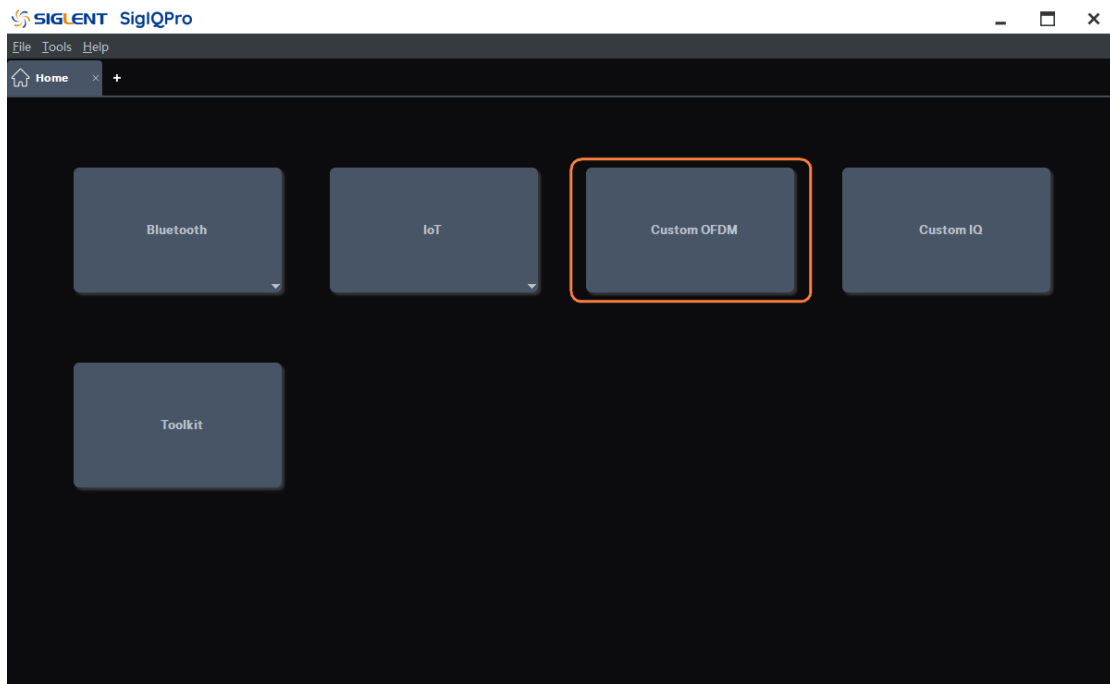 SIGLENT SigIQPro
File Tools Help
Home
Bluetooth
IoT
Custom OFDM
Custom IQ
Toolkit